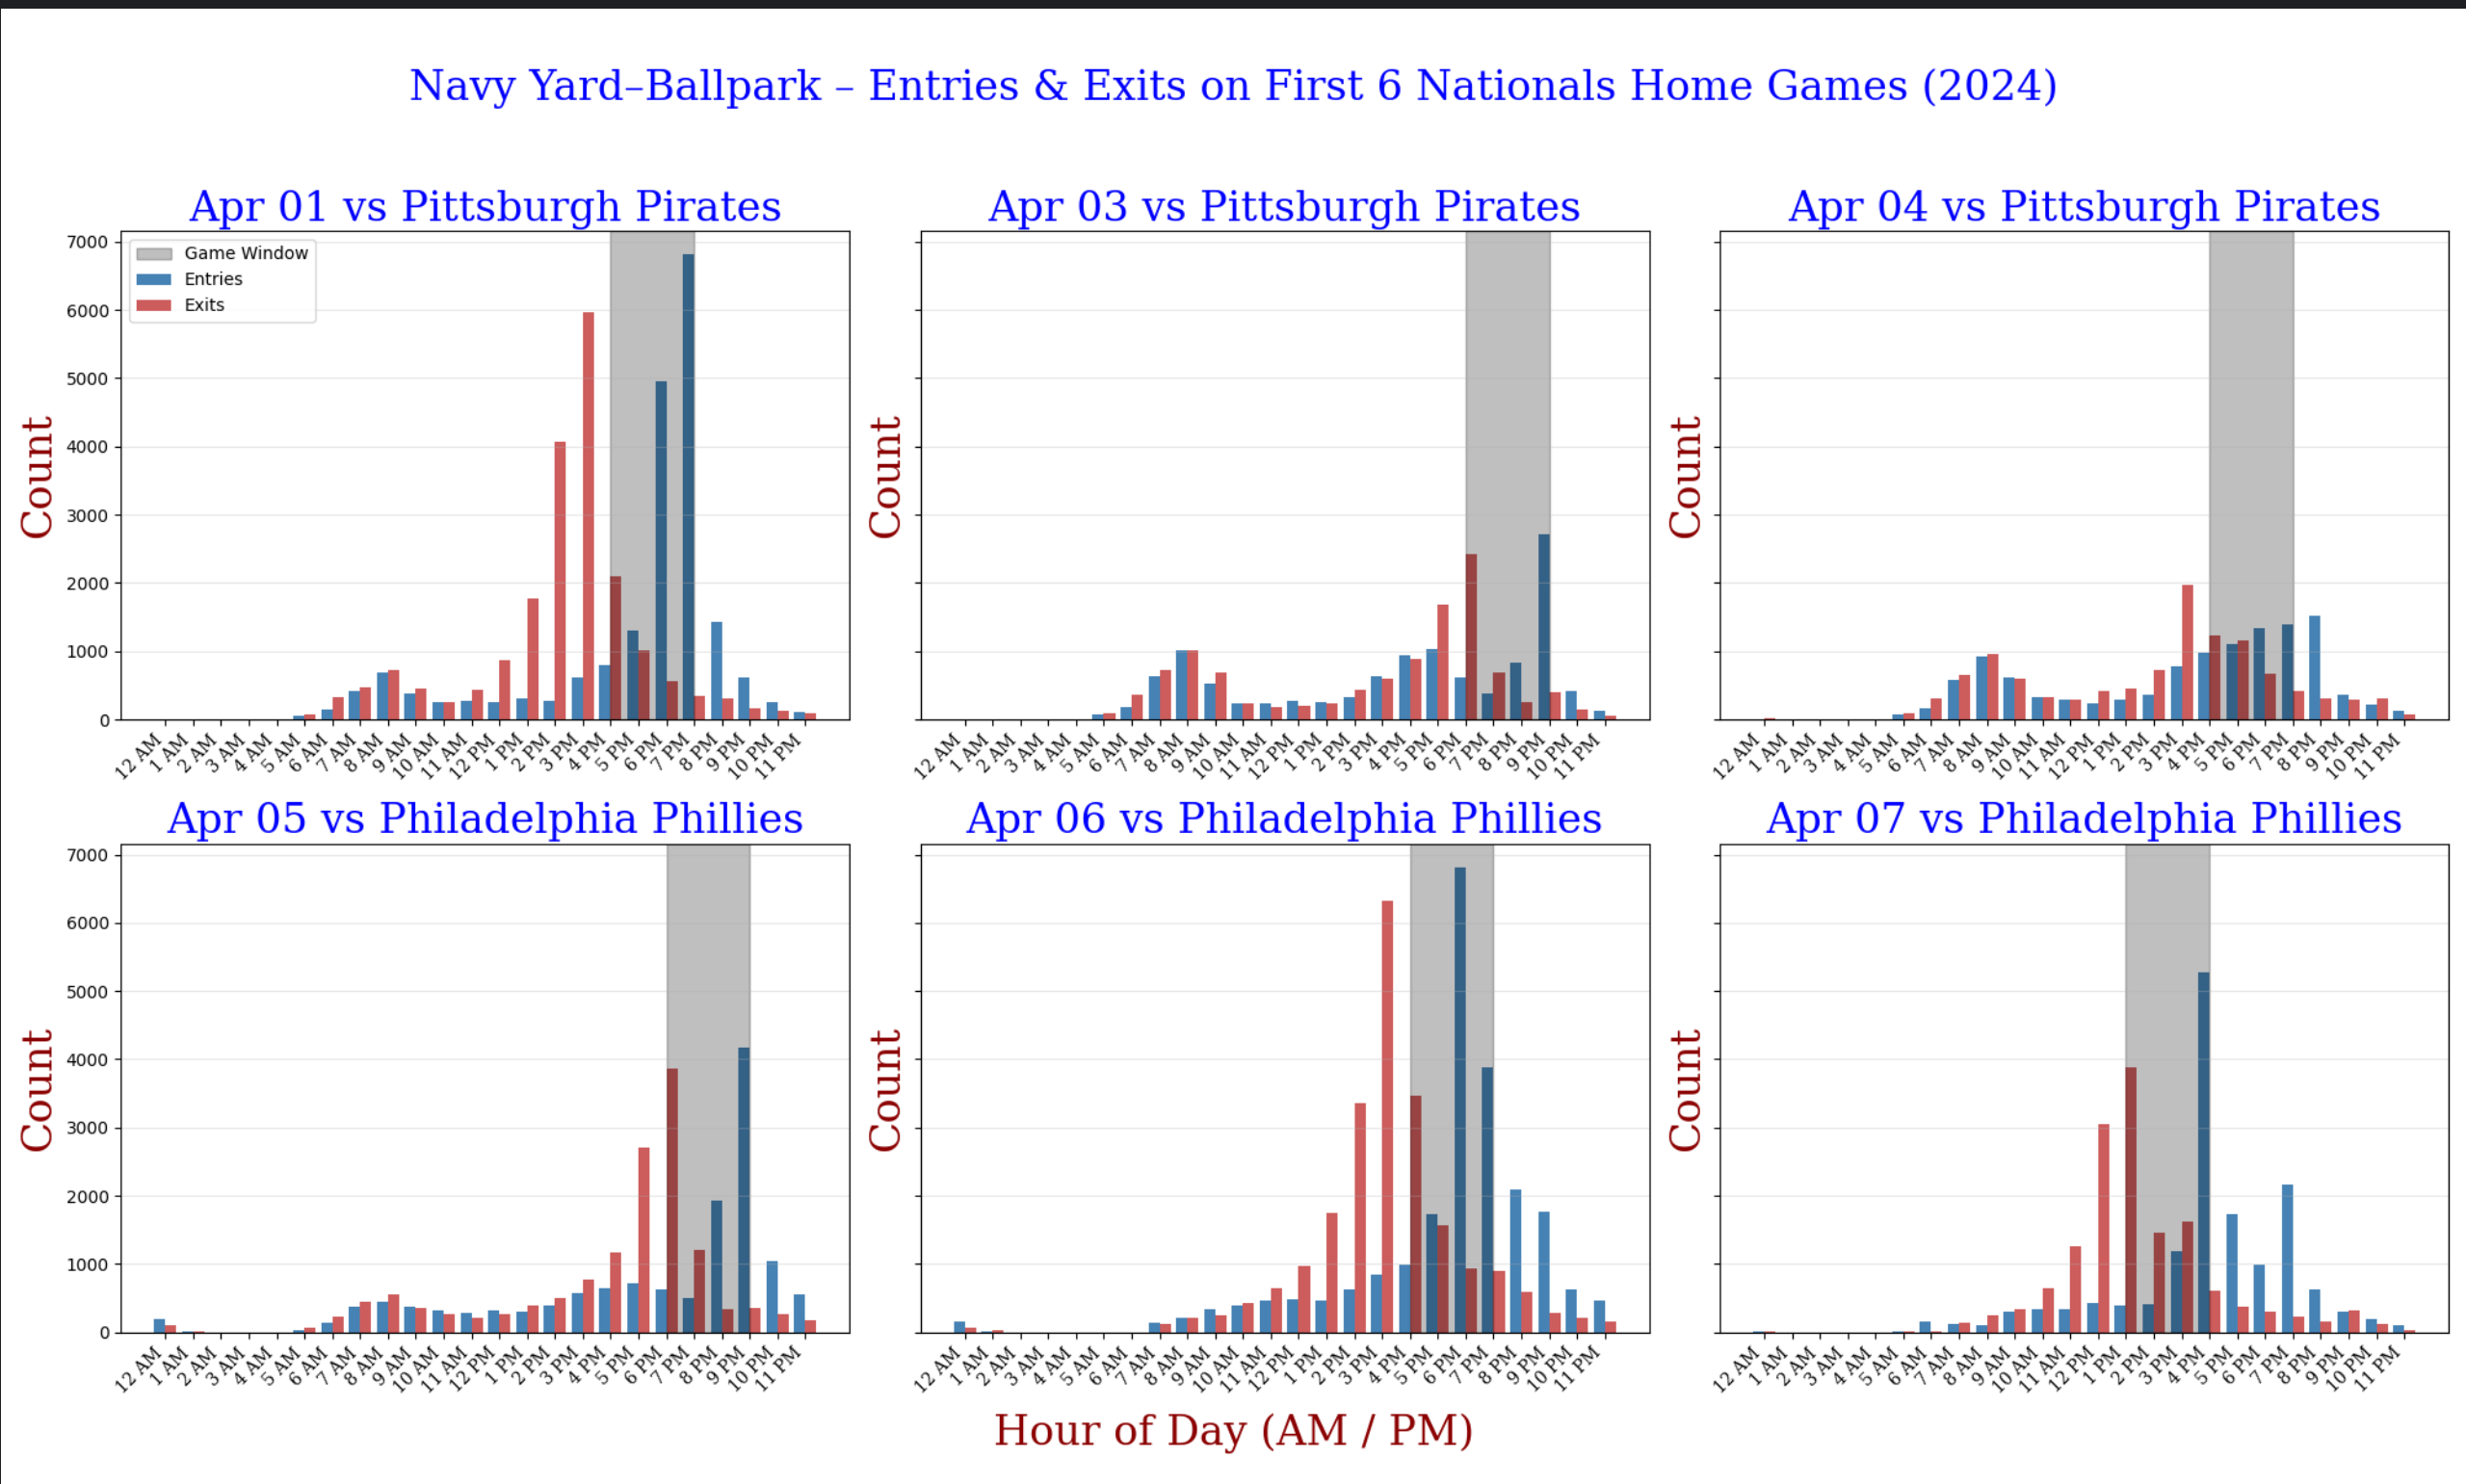 Navy Yard–Ballpark – Entries & Exits on First 6 Nationals Home Games (2024)
Apr 01 vs Pittsburgh Pirates
Game Window
Entries
Exits
Count
7000
6000
5000
4000
3000
2000
1000
0
12 AM
1 AM
2 AM
3 AM
4 AM
5 AM
6 AM
7 AM
8 AM
9 AM
10 AM
11 AM
12 PM
1 PM
2 PM
3 PM
4 PM
5 PM
6 PM
7 PM
8 PM
9 PM
10 PM
11 PM
Apr 03 vs Pittsburgh Pirates
Count
12 AM
1 AM
2 AM
3 AM
4 AM
5 AM
6 AM
7 AM
8 AM
9 AM
10 AM
11 AM
12 PM
1 PM
2 PM
3 PM
4 PM
5 PM
6 PM
7 PM
8 PM
9 PM
10 PM
11 PM
Apr 04 vs Pittsburgh Pirates
Count
12 AM
1 AM
2 AM
3 AM
4 AM
5 AM
6 AM
7 AM
8 AM
9 AM
10 AM
11 AM
12 PM
1 PM
2 PM
3 PM
4 PM
5 PM
6 PM
7 PM
8 PM
9 PM
10 PM
11 PM
Apr 05 vs Philadelphia Phillies
Count
7000
6000
5000
4000
3000
2000
1000
0
12 AM
1 AM
2 AM
3 AM
4 AM
5 AM
6 AM
7 AM
8 AM
9 AM
10 AM
11 AM
12 PM
1 PM
2 PM
3 PM
4 PM
5 PM
6 PM
7 PM
8 PM
9 PM
10 PM
11 PM
Apr 06 vs Philadelphia Phillies
Count
12 AM
1 AM
2 AM
3 AM
4 AM
5 AM
6 AM
7 AM
8 AM
9 AM
10 AM
11 AM
12 PM
1 PM
2 PM
3 PM
4 PM
5 PM
6 PM
7 PM
8 PM
9 PM
10 PM
11 PM
Apr 07 vs Philadelphia Phillies
Count
12 AM
1 AM
2 AM
3 AM
4 AM
5 AM
6 AM
7 AM
8 AM
9 AM
10 AM
11 AM
12 PM
1 PM
2 PM
3 PM
4 PM
5 PM
6 PM
7 PM
8 PM
9 PM
10 PM
11 PM
Hour of Day (AM / PM)